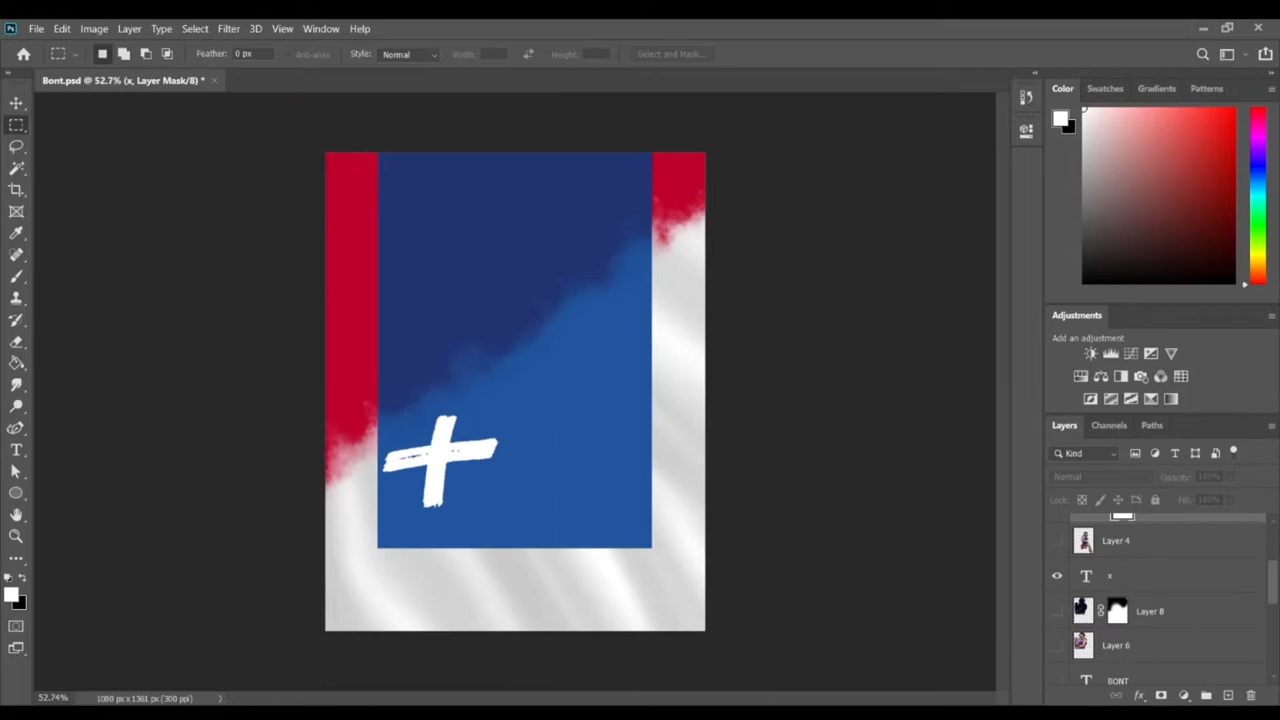 Ps File Edit Image Layer Type Select Filter 3D View Window Help
Feather: 0 px Anti-alias Style: Normal Width: Height: Select and Mask...
Bont.psd @ 52.7% (x, Layer Mask/8) *
Color Swatches Gradients Patterns
Adjustments
Add an adjustment
Layers Channels Paths
Kind
Normal Opacity: 100%
Lock: Fill: 100%
Layer 4
x
Layer 8
Layer 6
BONT
52.74% 1080 px x 1361 px (300 ppi)